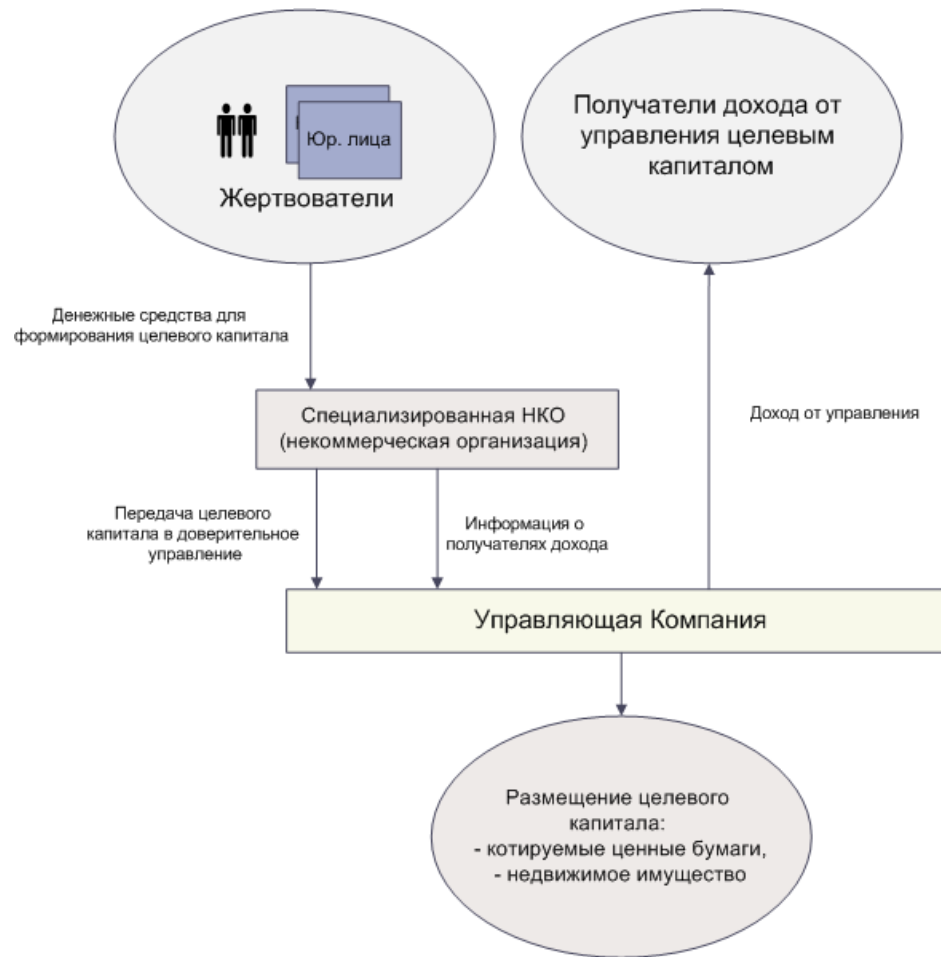 Юр. лица
Жертвователи
Получатели дохода от
управления целевым
капиталом
Денежные средства для
формирования целевого капитала
Специализированная НКО
(некоммерческая организация)
Доход от управления
Передача целевого
капитала в доверительное
управление
Информация о
получателях дохода
Управляющая Компания
Размещение целевого
капитала:
- котируемые ценные бумаги,
- недвижимое имущество